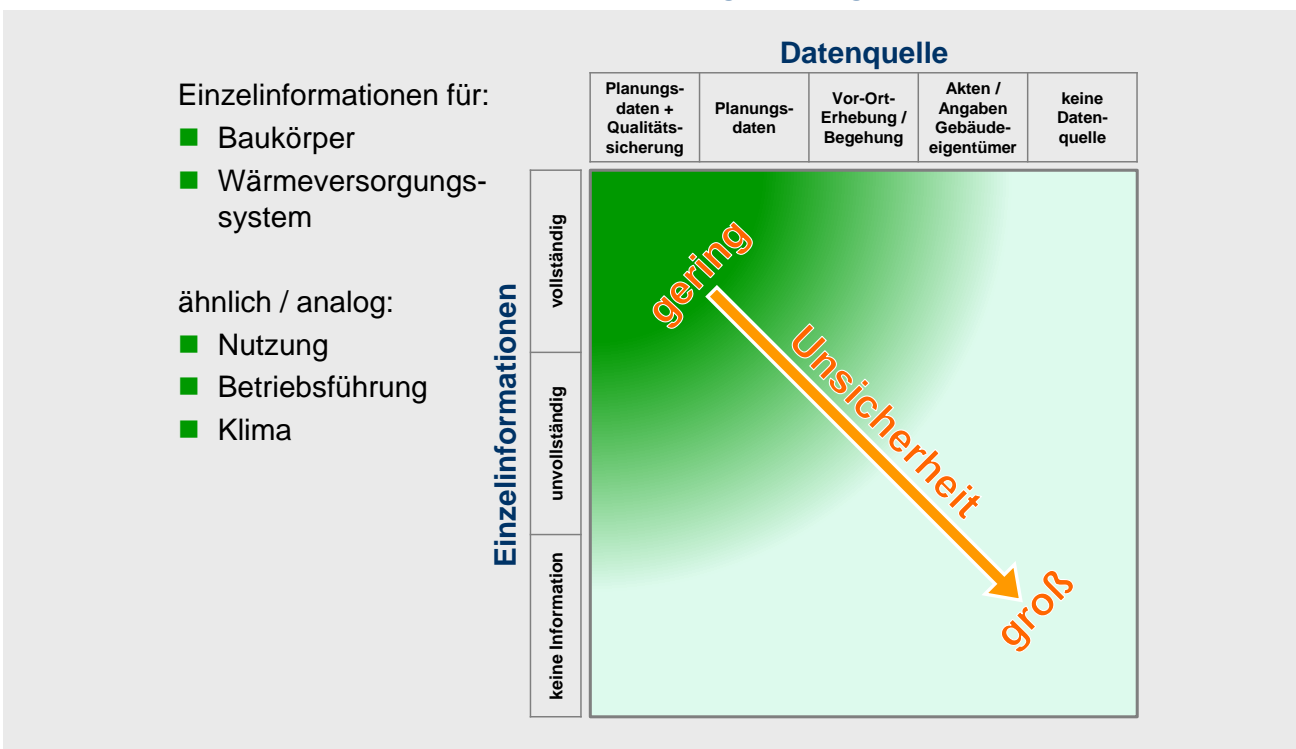 Datenquelle
Einzelinformationen für:
Baukörper
Wärmeversorgungs-
system
ähnlich / analog:
Nutzung
Betriebsführung
Klima
Planungs-
daten +
Qualitäts-
sicherung
Planungs-
daten
Vor-Ort-
Erhebung /
Begehung
Akten /
Angaben
Gebäude-
eigentümer
keine
Daten-
quelle
Einzelinformationen
vollständig
unvollständig
keine Information
gering
Unsicherheit
groß